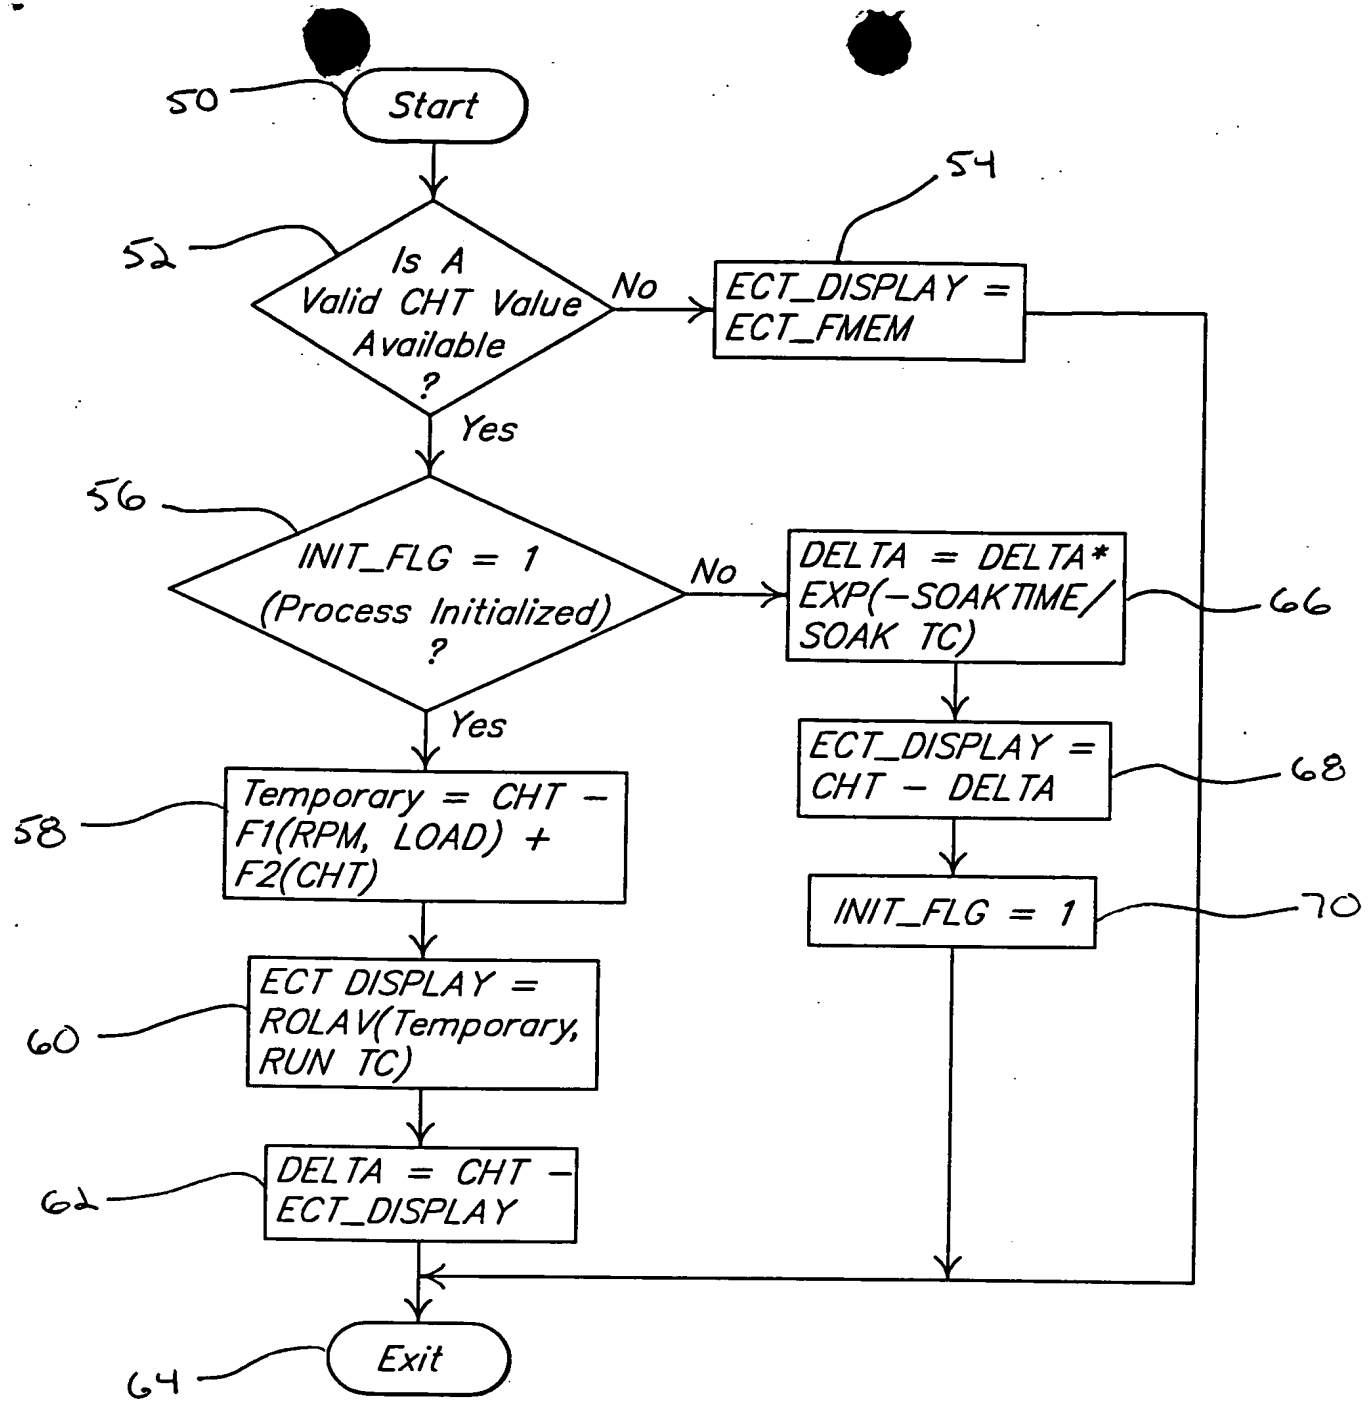 50
Start
54
52
Is A
Valid CHT Value
Available
?
No
ECT_DISPLAY =
ECT_FMEM
Yes
56
INIT_FLG = 1
(Process Initialized)
?
No
DELTA = DELTA*
EXP(-SOAKTIME/
SOAK TC)
66
Yes
58
Temporary = CHT -
F1(RPM, LOAD) +
F2(CHT)
ECT_DISPLAY =
CHT - DELTA
68
INIT_FLG = 1
70
60
ECT DISPLAY =
ROLAV(Temporary,
RUN TC)
62
DELTA = CHT -
ECT_DISPLAY
64
Exit